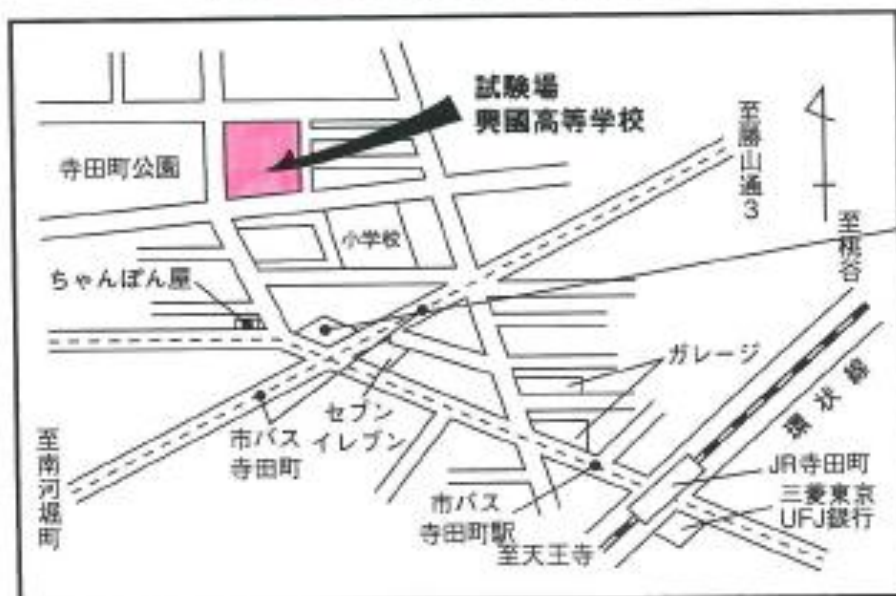 試験場
興國高等学校
至勝山通3
寺田町公園
小学校
至桃谷
ちゃんぽん屋
ガレージ
環状線
セブン
イレブン
市バス
寺田町
至南河堀町
JR寺田町
市バス
寺田町駅
三菱東京
UFJ銀行
至天王寺